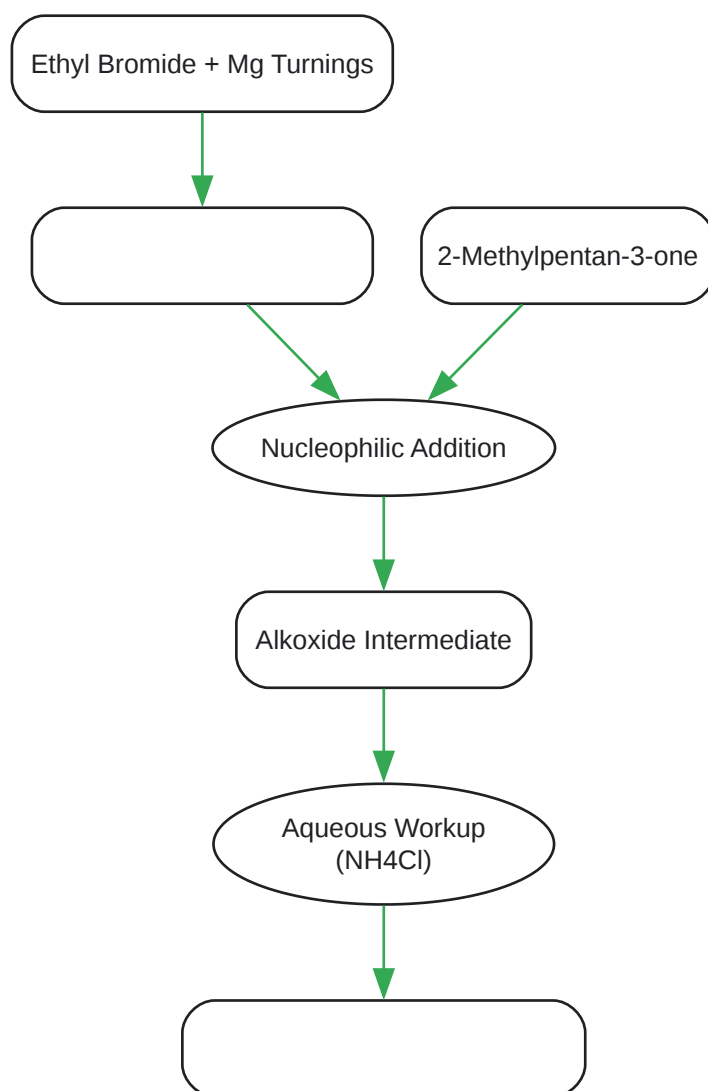 Ethyl Bromide + Mg Turnings
2-Methylpentan-3-one
Nucleophilic Addition
Alkoxide Intermediate
Aqueous Workup
(NH4Cl)